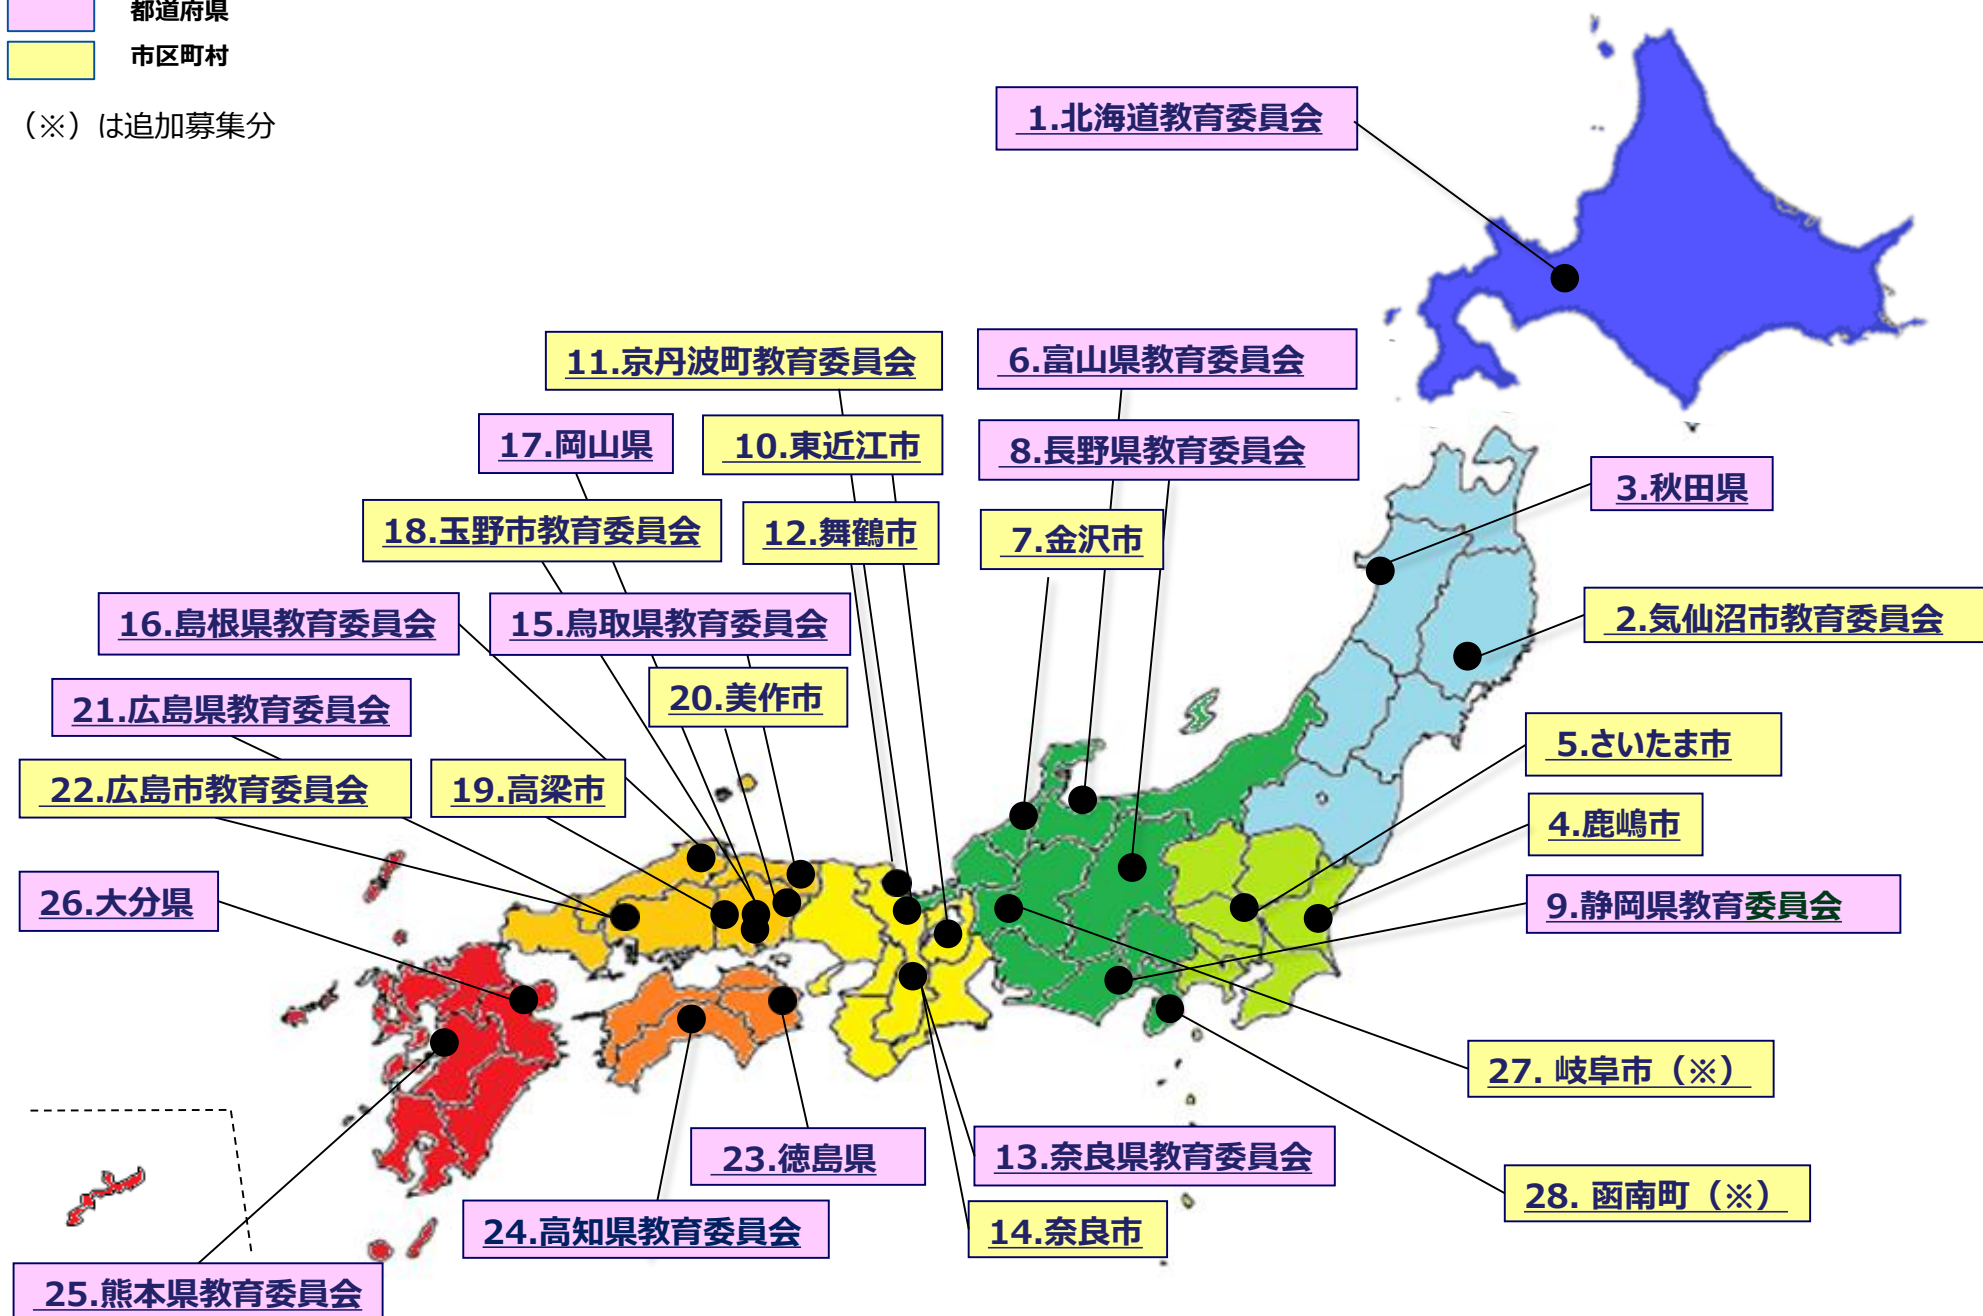 都道府県
市区町村
（※）は追加募集分
1.北海道教育委員会
11.京丹波町教育委員会
6.富山県教育委員会
17.岡山県
10.東近江市
8.長野県教育委員会
3.秋田県
18.玉野市教育委員会
12.舞鶴市
7.金沢市
16.島根県教育委員会
15.鳥取県教育委員会
2.気仙沼市教育委員会
20.美作市
21.広島県教育委員会
5.さいたま市
22.広島市教育委員会
19.高梁市
4.鹿嶋市
26.大分県
9.静岡県教育委員会
27. 岐阜市（※）
23.徳島県
13.奈良県教育委員会
28. 函南町（※）
24.高知県教育委員会
14.奈良市
25.熊本県教育委員会